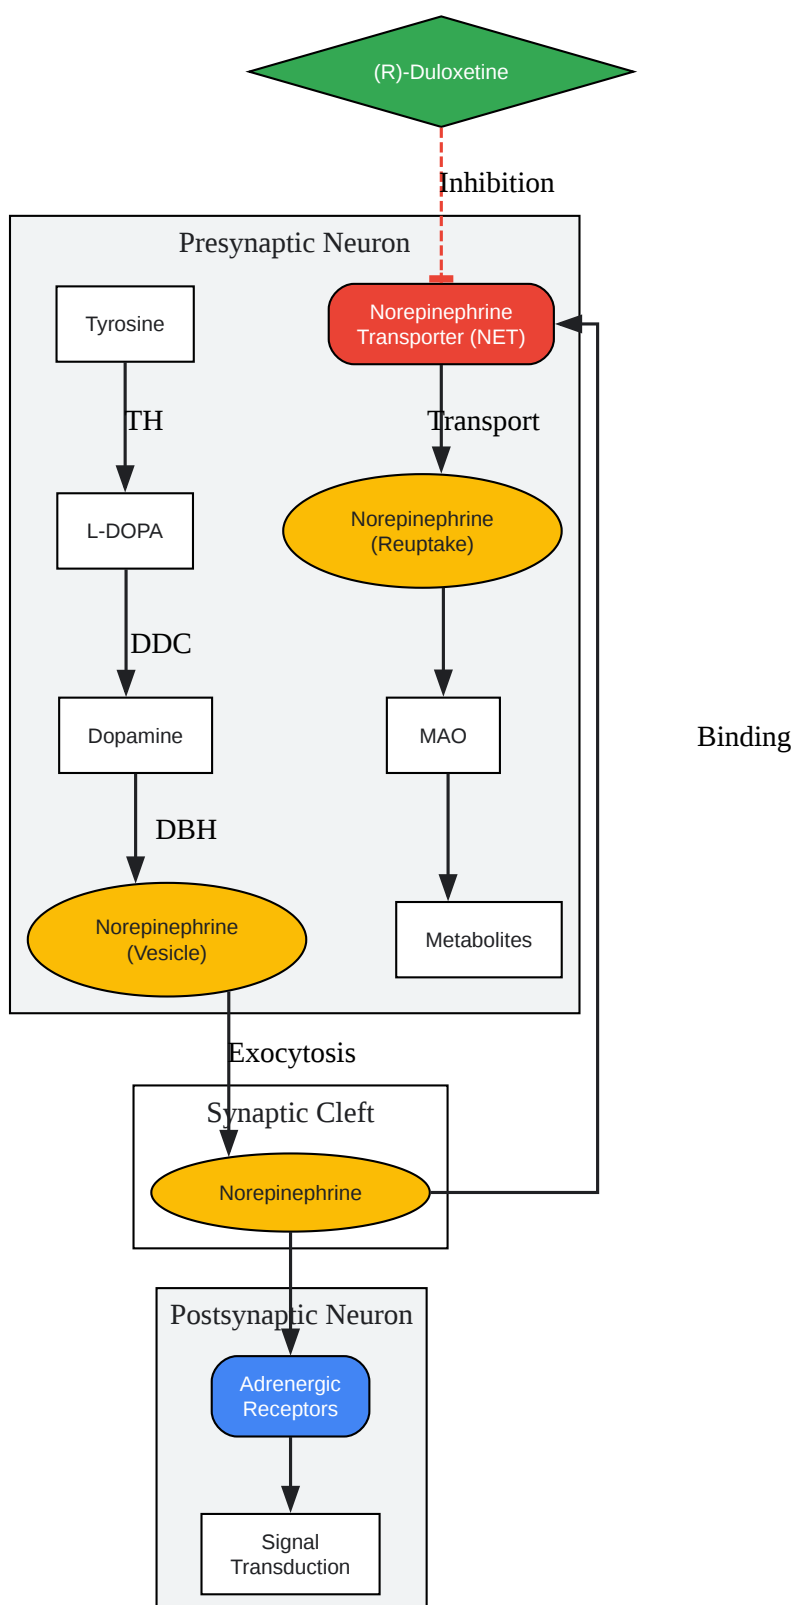 (R)-Duloxetine
Inhibition
Presynaptic Neuron
Tyrosine
Norepinephrine
Transporter (NET)
TH
Transport
L-DOPA
Norepinephrine
(Reuptake)
DDC
Dopamine
MAO
Binding
DBH
Norepinephrine
(Vesicle)
Metabolites
Exocytosis
Synaptic Cleft
Norepinephrine
Postsynaptic Neuron
Adrenergic
Receptors
Signal
Transduction